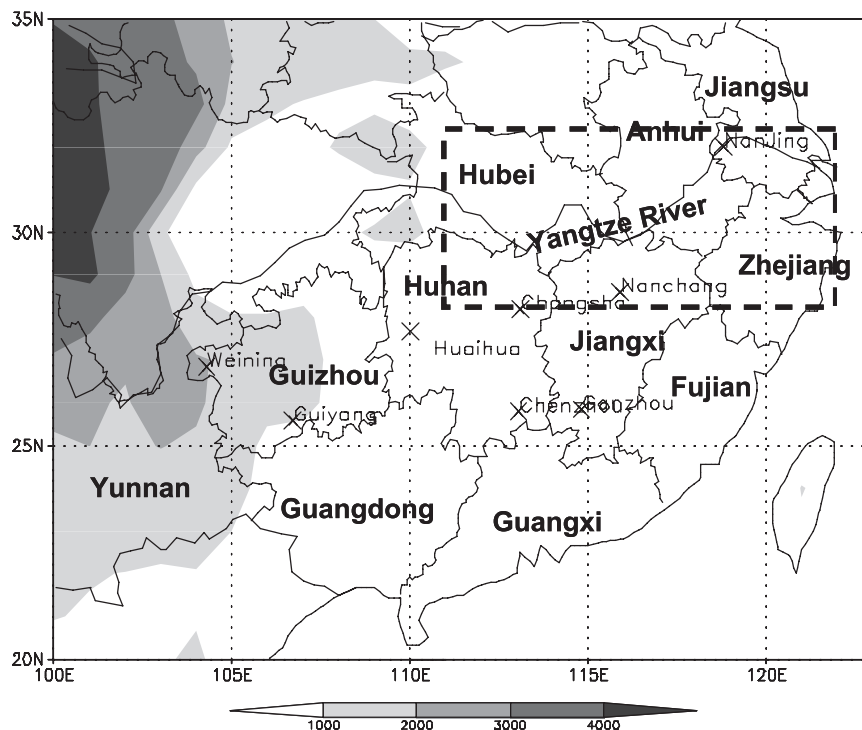 35N
Jiangsu
Anhui
Nanjing
Hubei
Yangtze River
30N
Zhejiang
Hunan
Nanchang
Changsha
Jiangxi
Huaihua
Weining
Guizhou
Fujian
Chenzhou
Ganzhou
Guiyang
25N
Yunnan
Guangdong
Guangxi
20N
100E 105E 110E 115E 120E
1000 2000 3000 4000